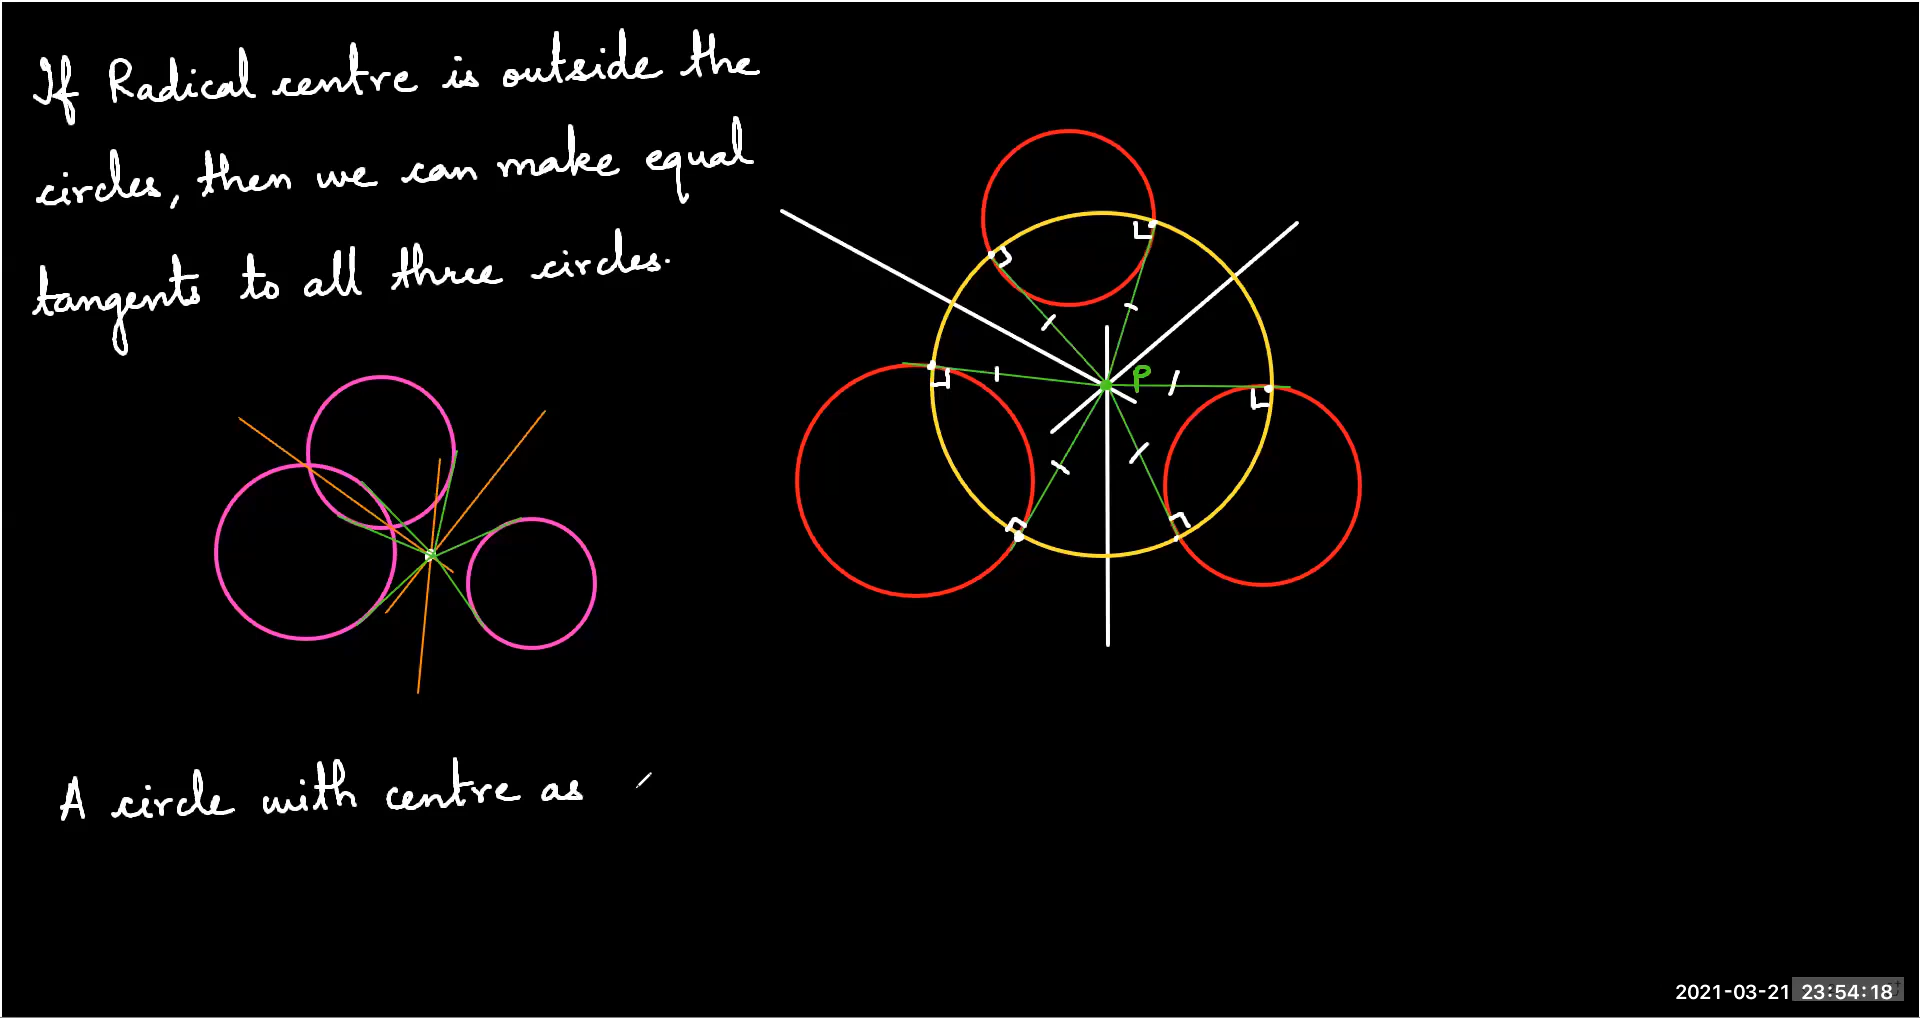 If Radical centre is outside the
circles, then we can make equal
tangents to all three circles.
P
A circle with centre as
2021-03-21 23:54:18